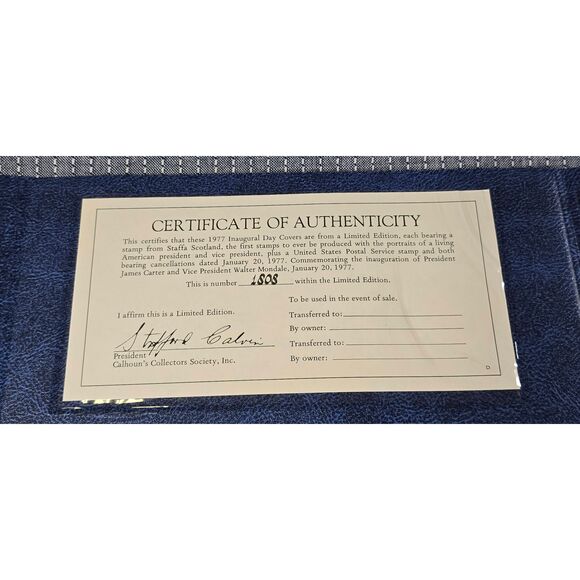 CERTIFICATE OF AUTHENTICITY
This certifies that these 1977 Inaugural Day Covers are from a Limited Edition, each bearing a
stamp from Staffa Scotland, the first stamps to ever be produced with the portraits of a living
American president and vice president, plus a United States Postal Service stamp and both
bearing cancellations dated January 20, 1977. Commemorating the inauguration of President
James Carter and Vice President Walter Mondale, January 20, 1977.
This is number 1808 within the Limited Edition.
To be used in the event of sale.
I affirm this is a Limited Edition.
Transferred to:
By owner:
Stafford Calvin
Transferred to:
President
Calhoun's Collectors Society, Inc.
By owner:
D